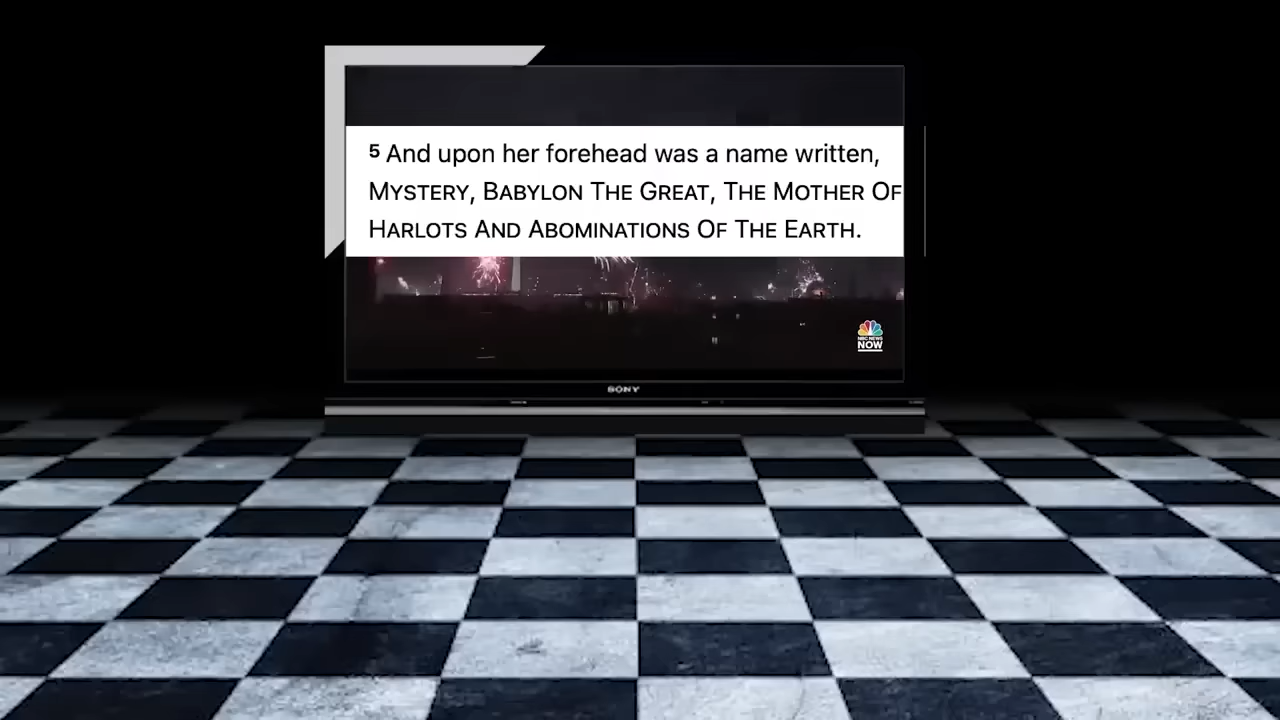 5 And upon her forehead was a name written,
MYSTERY, BABYLON THE GREAT, THE MOTHER OF
HARLOTS AND ABOMINATIONS OF THE EARTH.
NBC NEWS
NOW
SONY